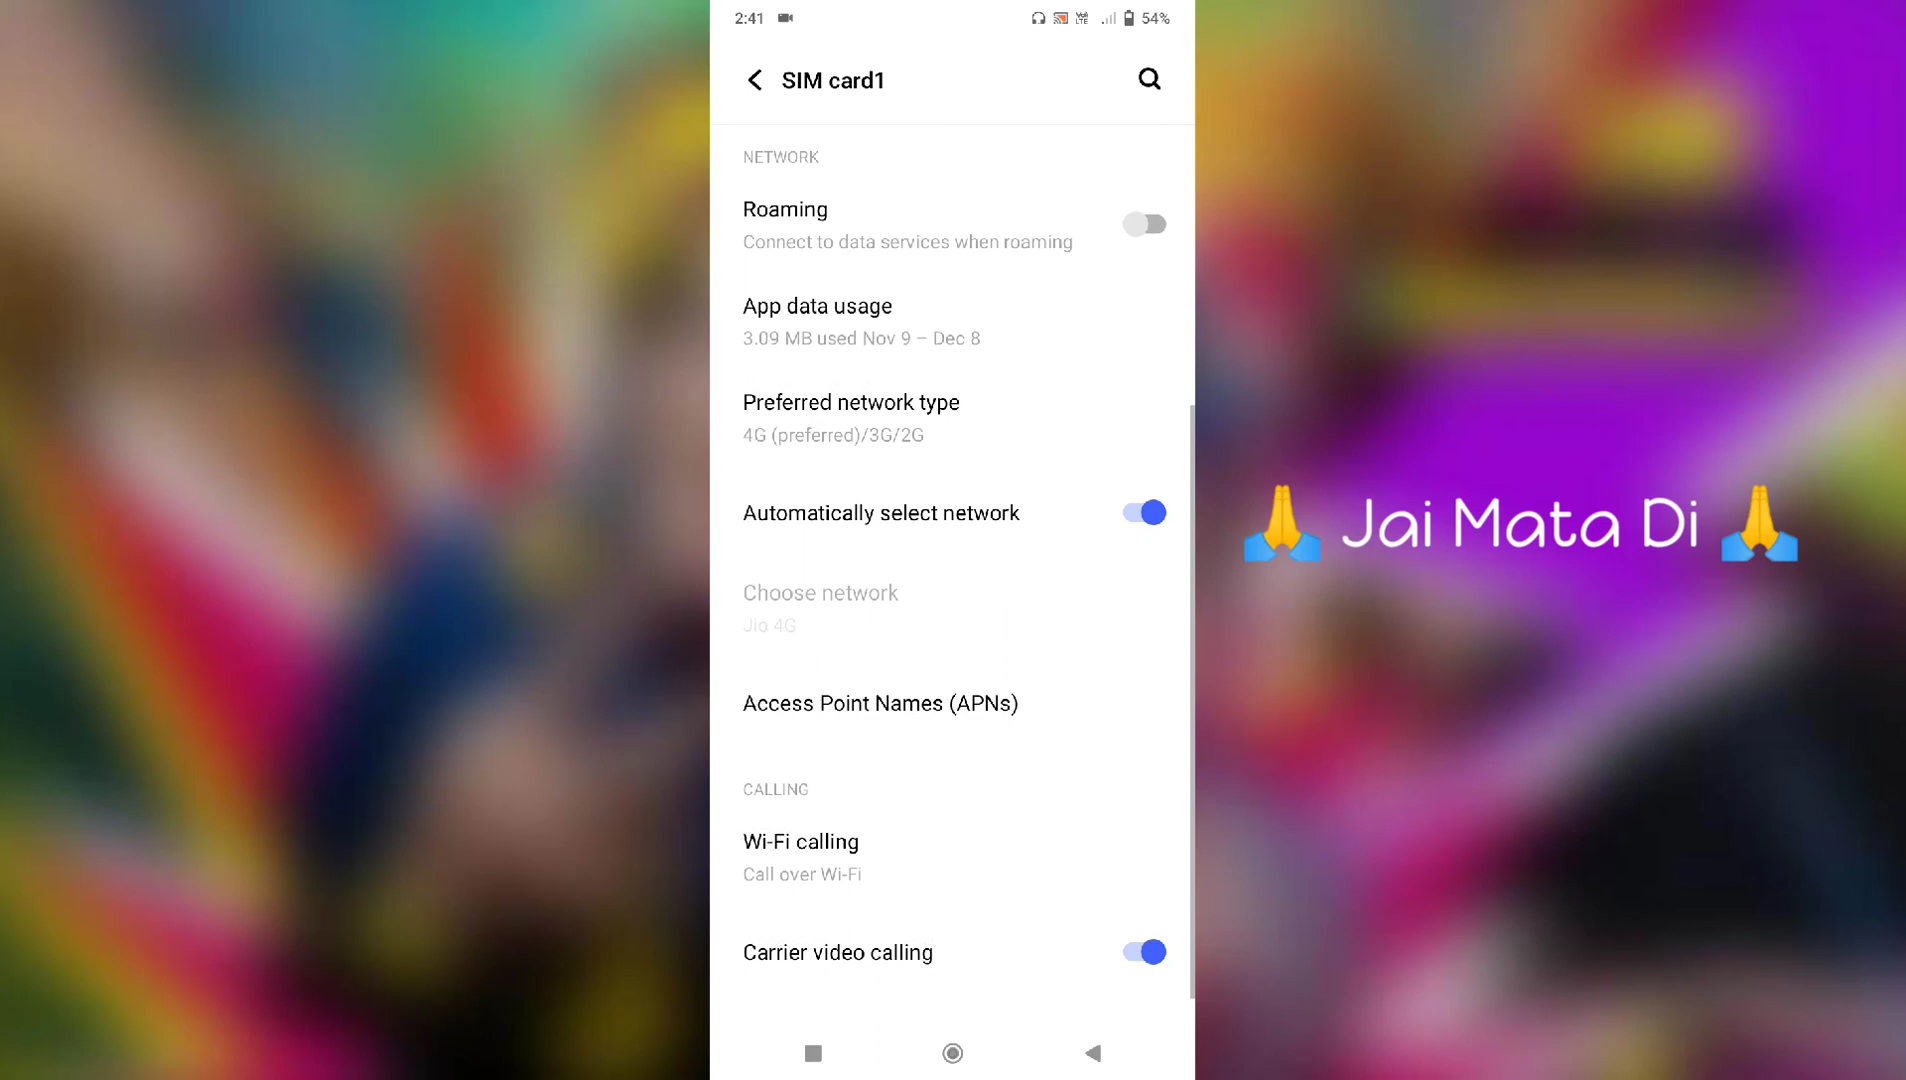 2:41 54%
SIM card1
NETWORK
Roaming
Connect to data services when roaming
App data usage
3.09 MB used Nov 9 – Dec 8
Preferred network type
4G (preferred)/3G/2G
Automatically select network
Choose network
Jio 4G
Access Point Names (APNs)
CALLING
Wi-Fi calling
Call over Wi-Fi
Carrier video calling
🙏 Jai Mata Di 🙏